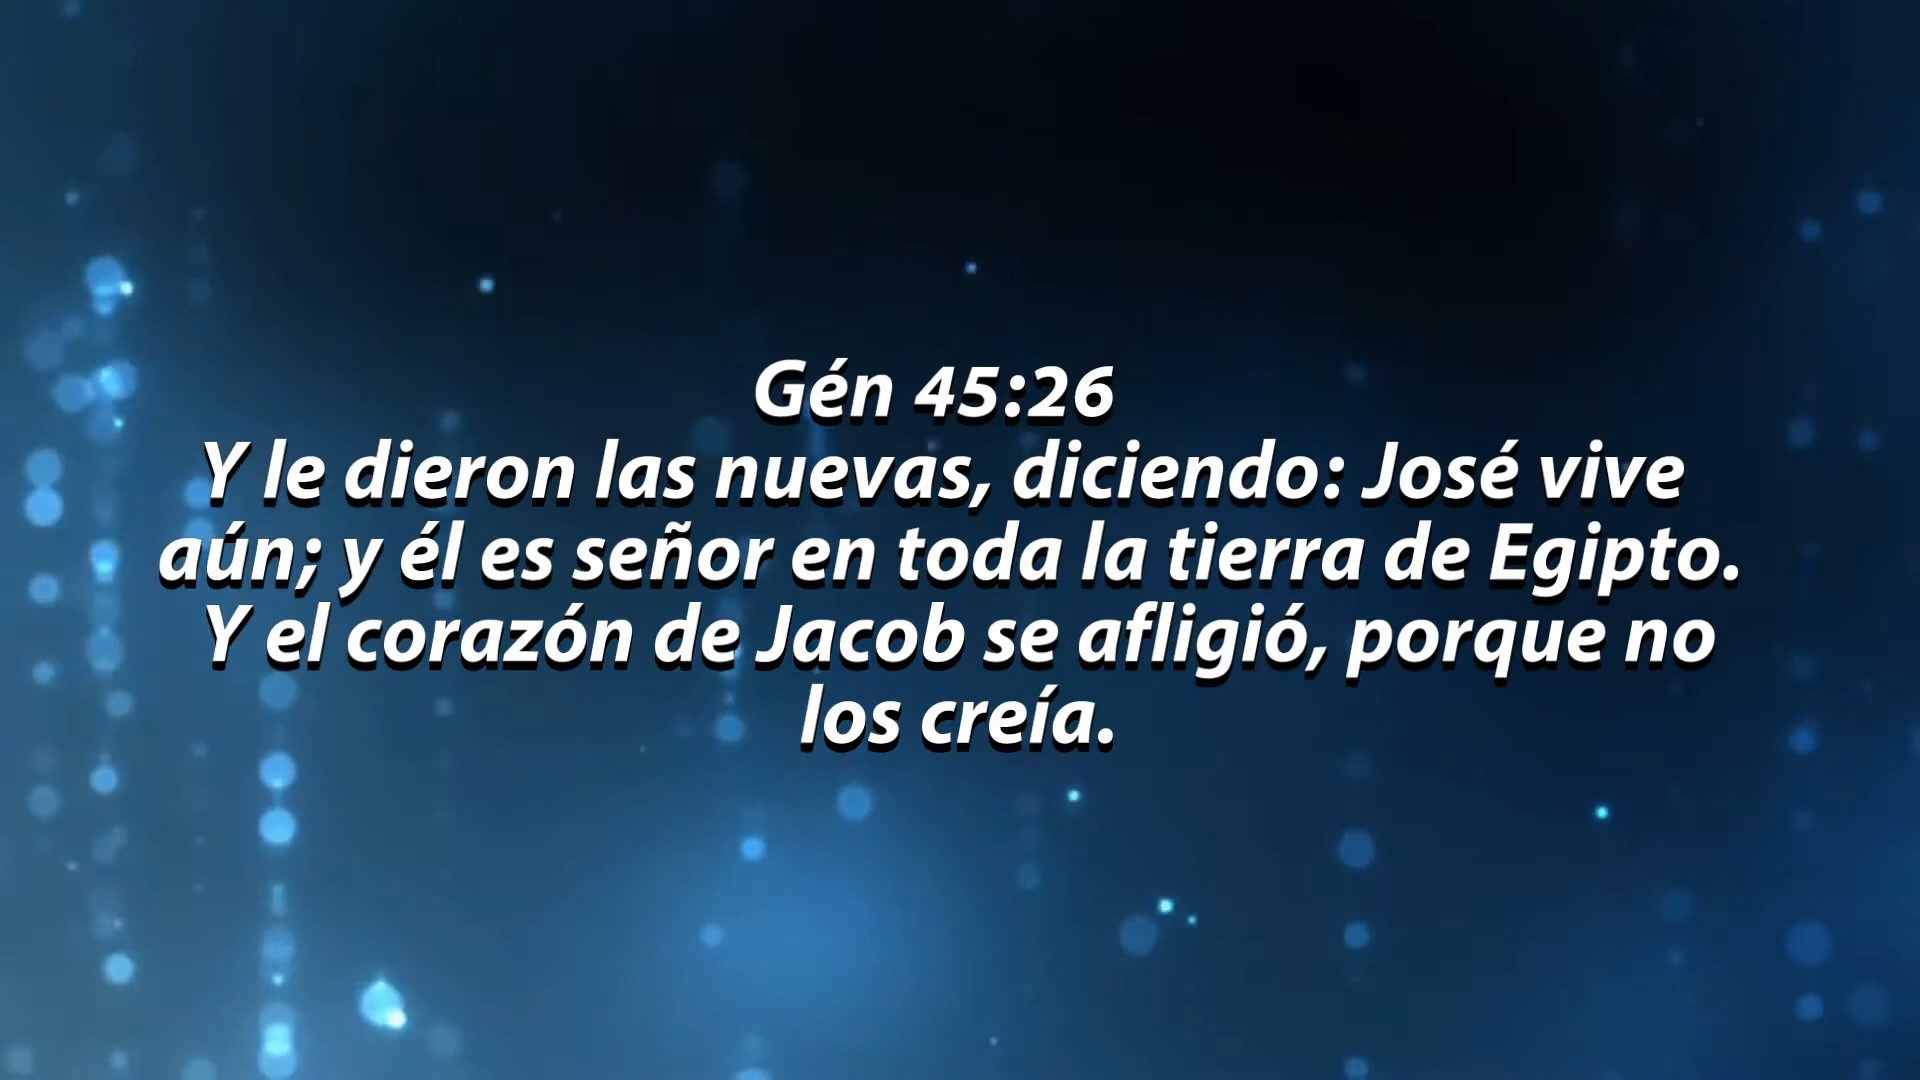 Gén 45:26
Y le dieron las nuevas, diciendo: José vive
aún; y él es señor en toda la tierra de Egipto.
Y el corazón de Jacob se afligió, porque no
los creía.